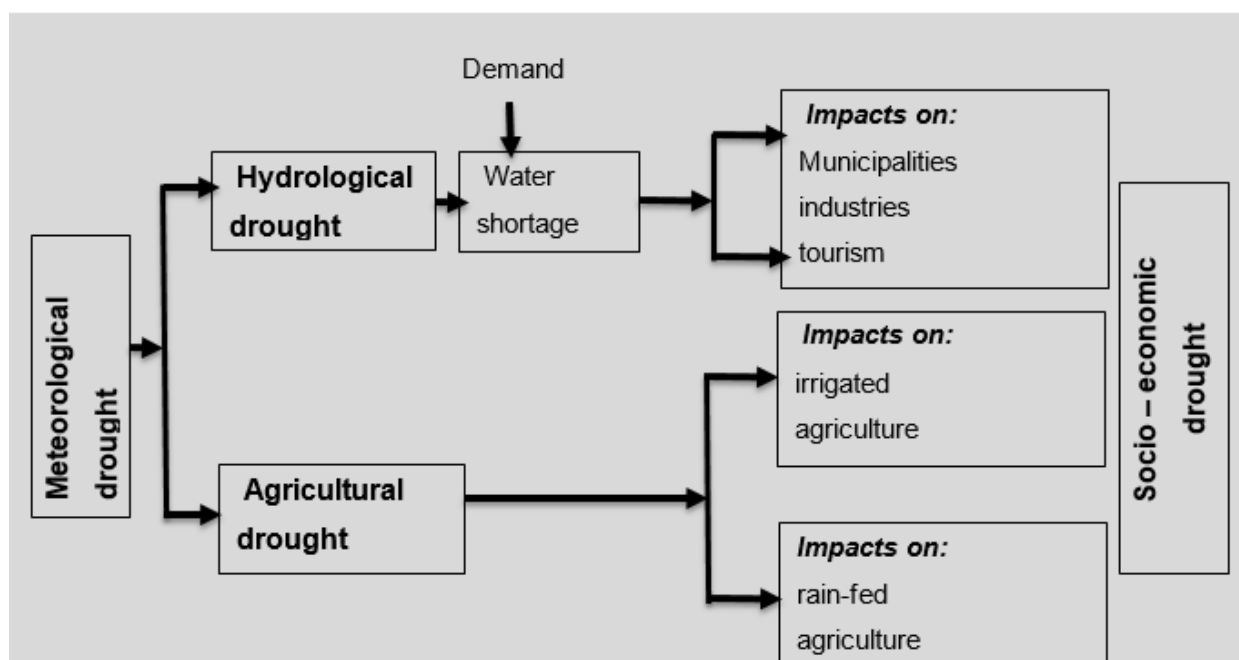 Demand
Meteorological
drought
Hydrological
drought
Water
shortage
Impacts on:
Municipalities
industries
tourism
Agricultural
drought
Impacts on:
irrigated
agriculture
Impacts on:
rain-fed
agriculture
Socio – economic
drought